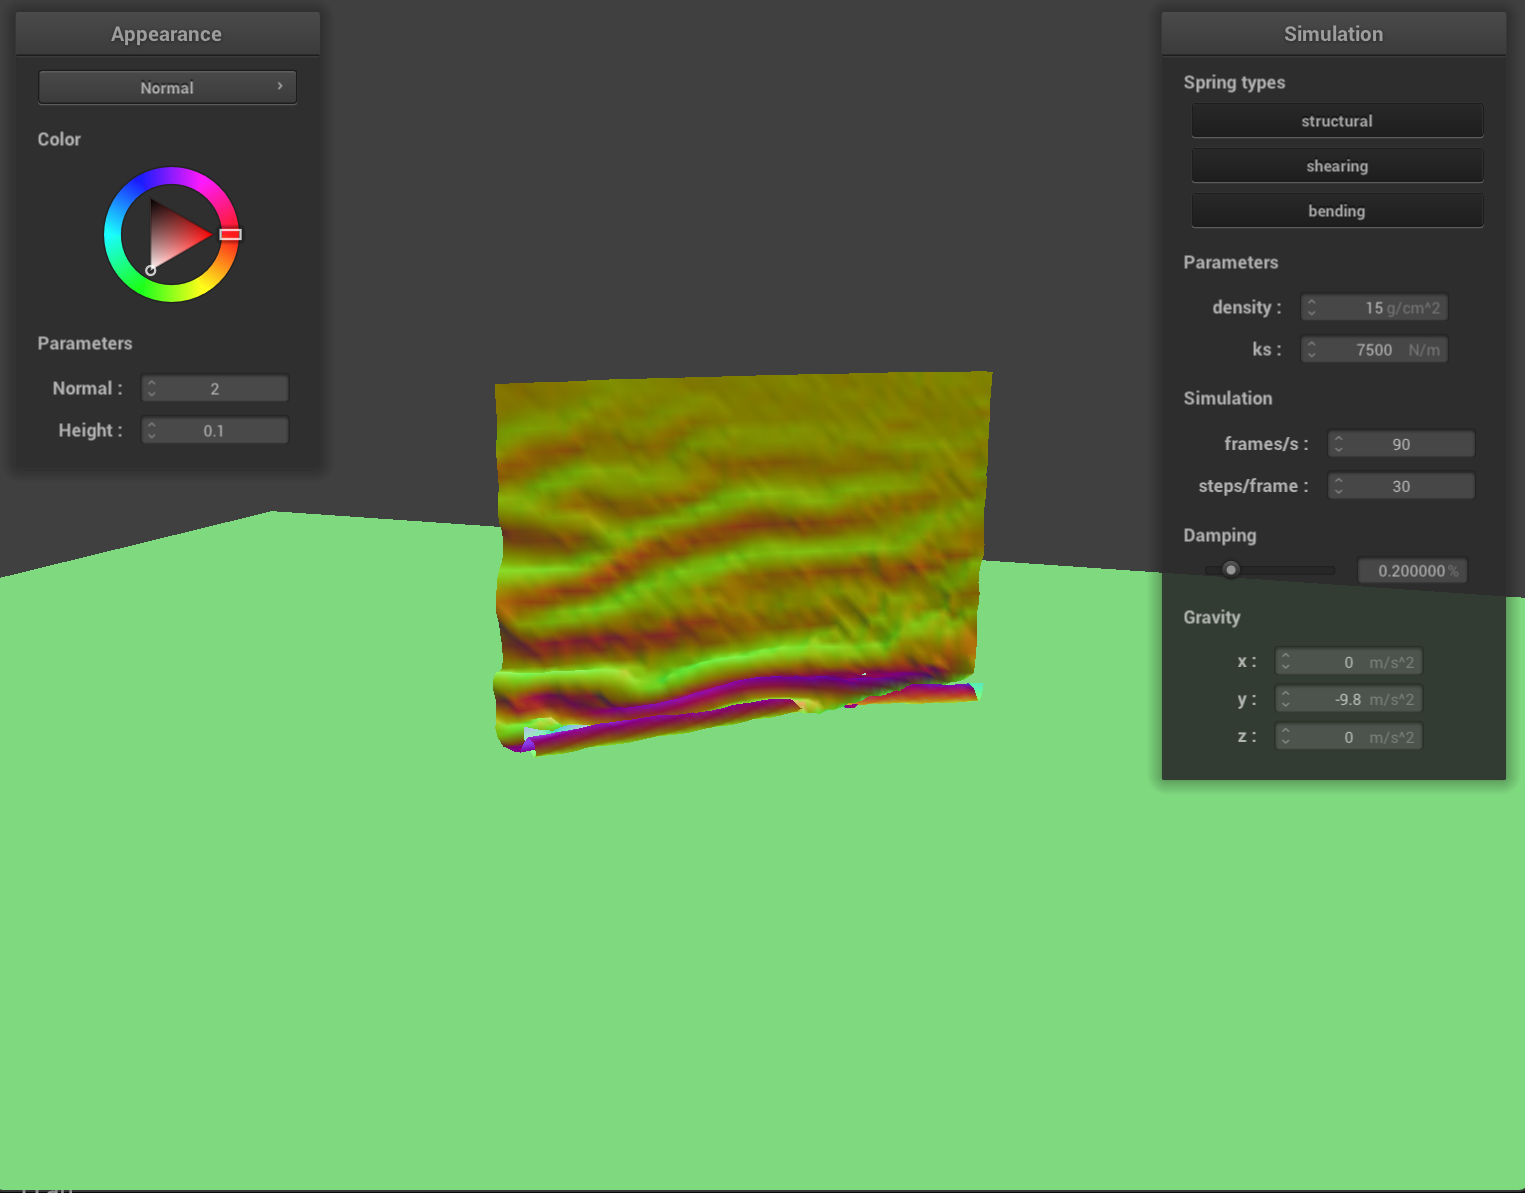 Appearance
Normal
Color
Parameters
Normal : 2
Height : 0.1
Simulation
Spring types
structural
shearing
bending
Parameters
density : 15 g/cm^2
ks : 7500 N/m
Simulation
frames/s : 90
steps/frame : 30
Damping
0.200000 %
Gravity
x : 0 m/s^2
y : -9.8 m/s^2
z : 0 m/s^2